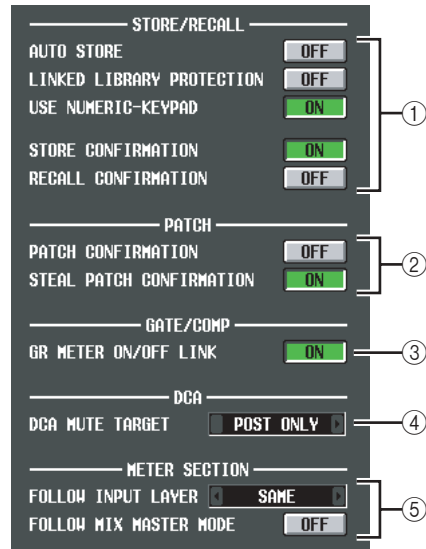 STORE/RECALL
AUTO STORE OFF
LINKED LIBRARY PROTECTION OFF
USE NUMERIC-KEYPAD ON
①
STORE CONFIRMATION ON
RECALL CONFIRMATION OFF
PATCH
PATCH CONFIRMATION OFF
②
STEAL PATCH CONFIRMATION ON
GATE/COMP
GR METER ON/OFF LINK ON ③
DCA
DCA MUTE TARGET POST ONLY ④
METER SECTION
FOLLOW INPUT LAYER SAME
⑤
FOLLOW MIX MASTER MODE OFF